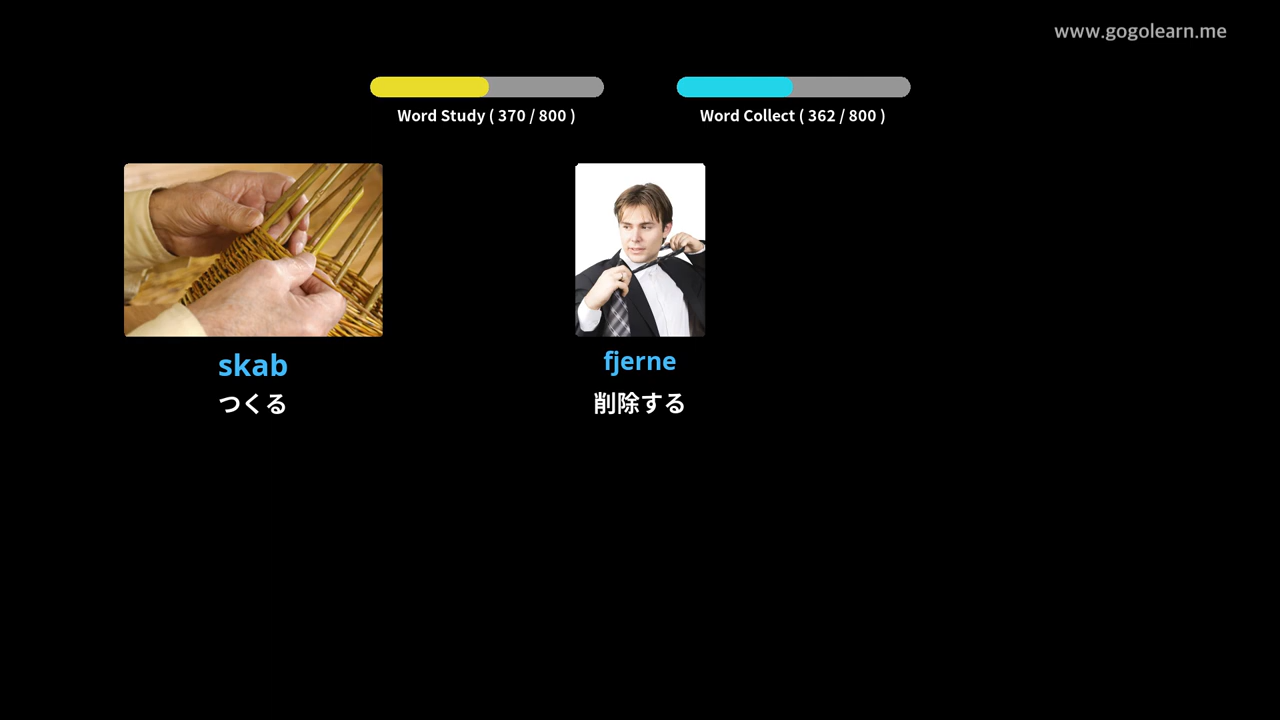 www.gogolearn.me
Word Study ( 370 / 800 )
Word Collect ( 362 / 800 )
skab
つくる
fjerne
削除する